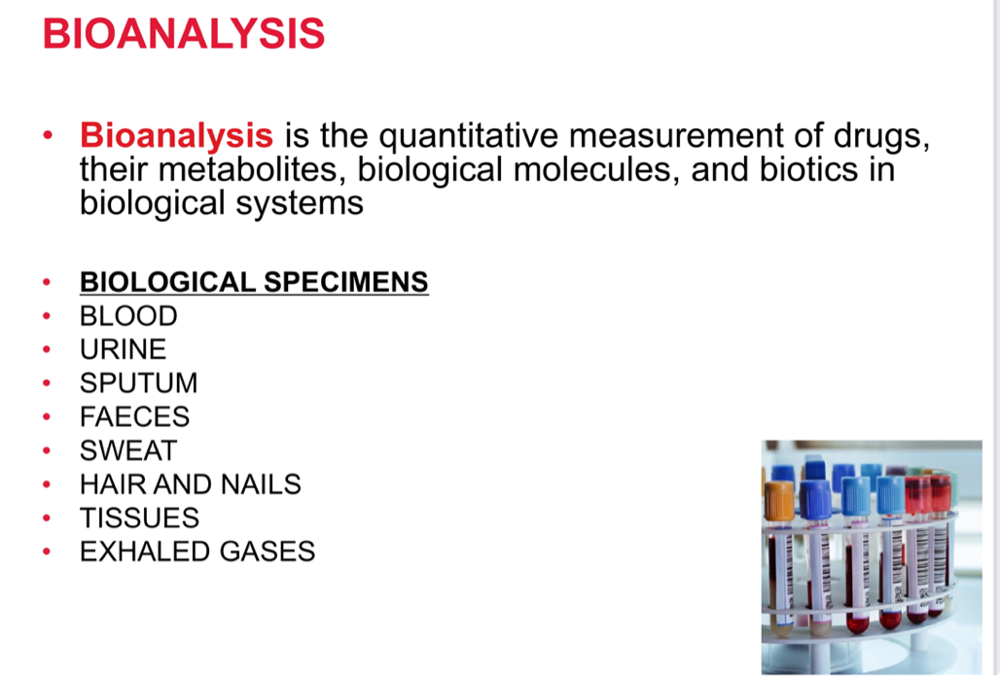 BIOANALYSIS
• Bioanalysis is the quantitative measurement of drugs,
their metabolites, biological molecules, and biotics in
biological systems
• BIOLOGICAL SPECIMENS
• BLOOD
• URINE
• SPUTUM
• FAECES
• SWEAT
• HAIR AND NAILS
• TISSUES
• EXHALED GASES